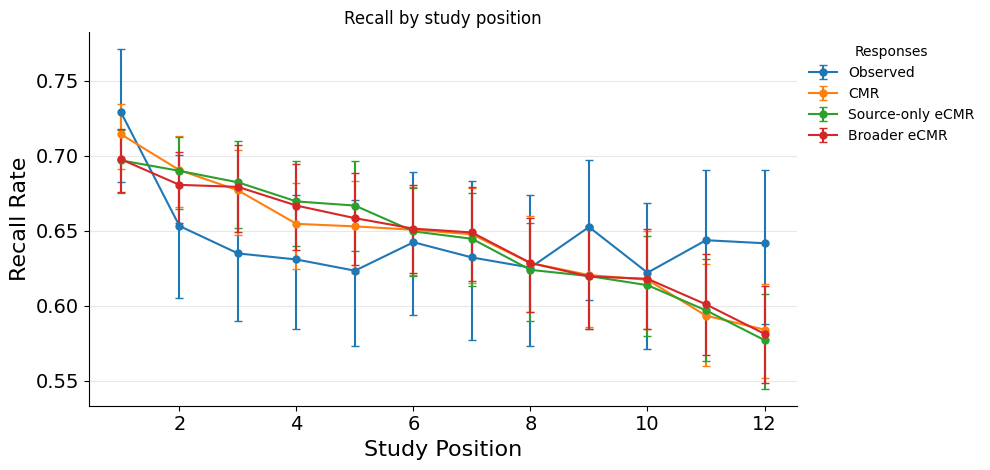 Recall by study position
Recall Rate
0.75
0.70
0.65
0.60
0.55
2 4 6 8 10 12
Study Position
Responses
Observed
CMR
Source-only eCMR
Broader eCMR